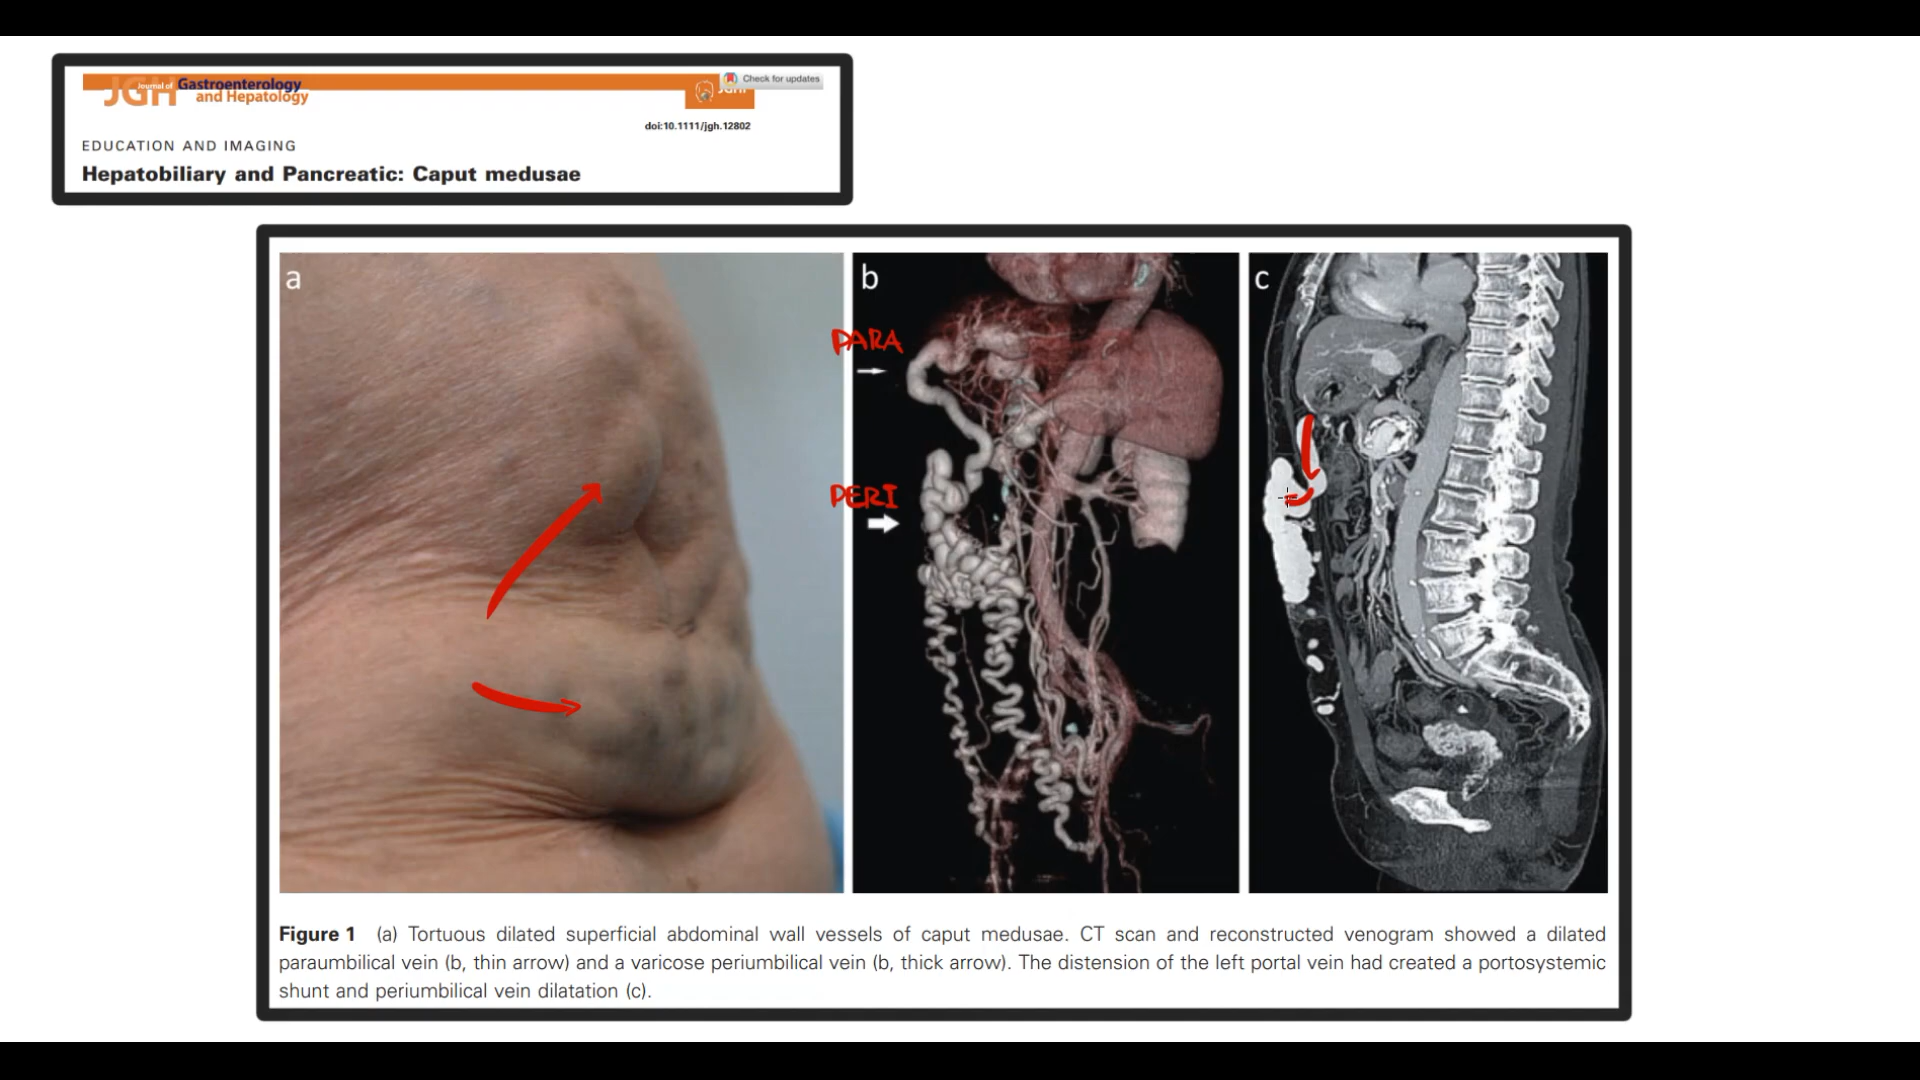 JGH Journal of Gastroenterology
and Hepatology
Check for updates
JGHF
doi:10.1111/jgh.12802
EDUCATION AND IMAGING
Hepatobiliary and Pancreatic: Caput medusae
a
b
c
PARA
PERI
Figure 1 (a) Tortuous dilated superficial abdominal wall vessels of caput medusae. CT scan and reconstructed venogram showed a dilated
paraumbilical vein (b, thin arrow) and a varicose periumbilical vein (b, thick arrow). The distension of the left portal vein had created a portosystemic
shunt and periumbilical vein dilatation (c).